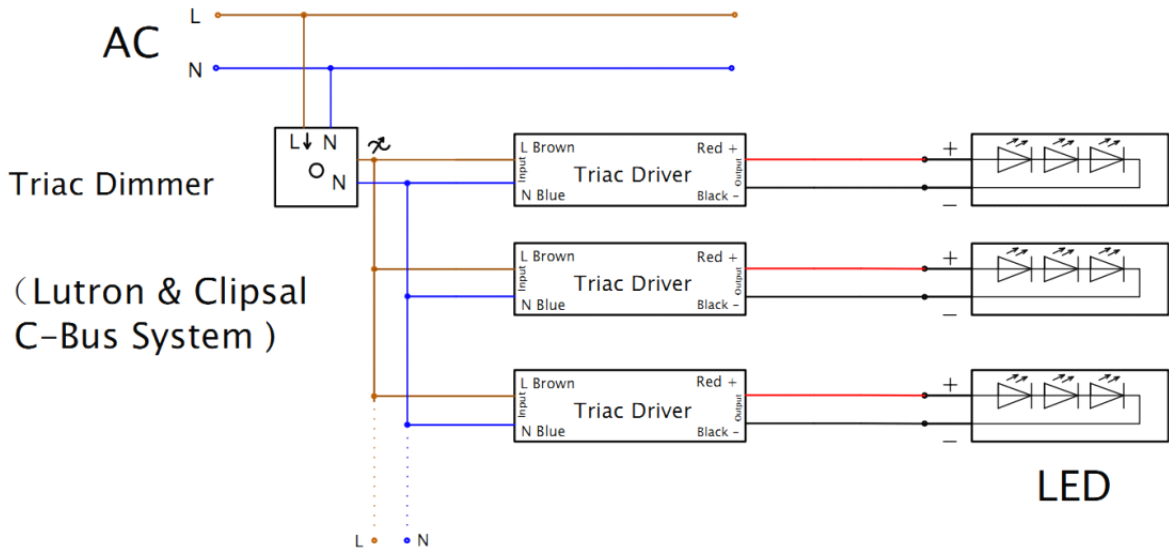 L
AC
N
L N
N
Triac Dimmer
(Lutron & Clipsal
C-Bus System )
L Brown
Input
N Blue
Triac Driver
Red +
Output
Black -
+
−
L Brown
Input
N Blue
Triac Driver
Red +
Output
Black -
+
−
L Brown
Input
N Blue
Triac Driver
Red +
Output
Black -
+
−
LED
L N